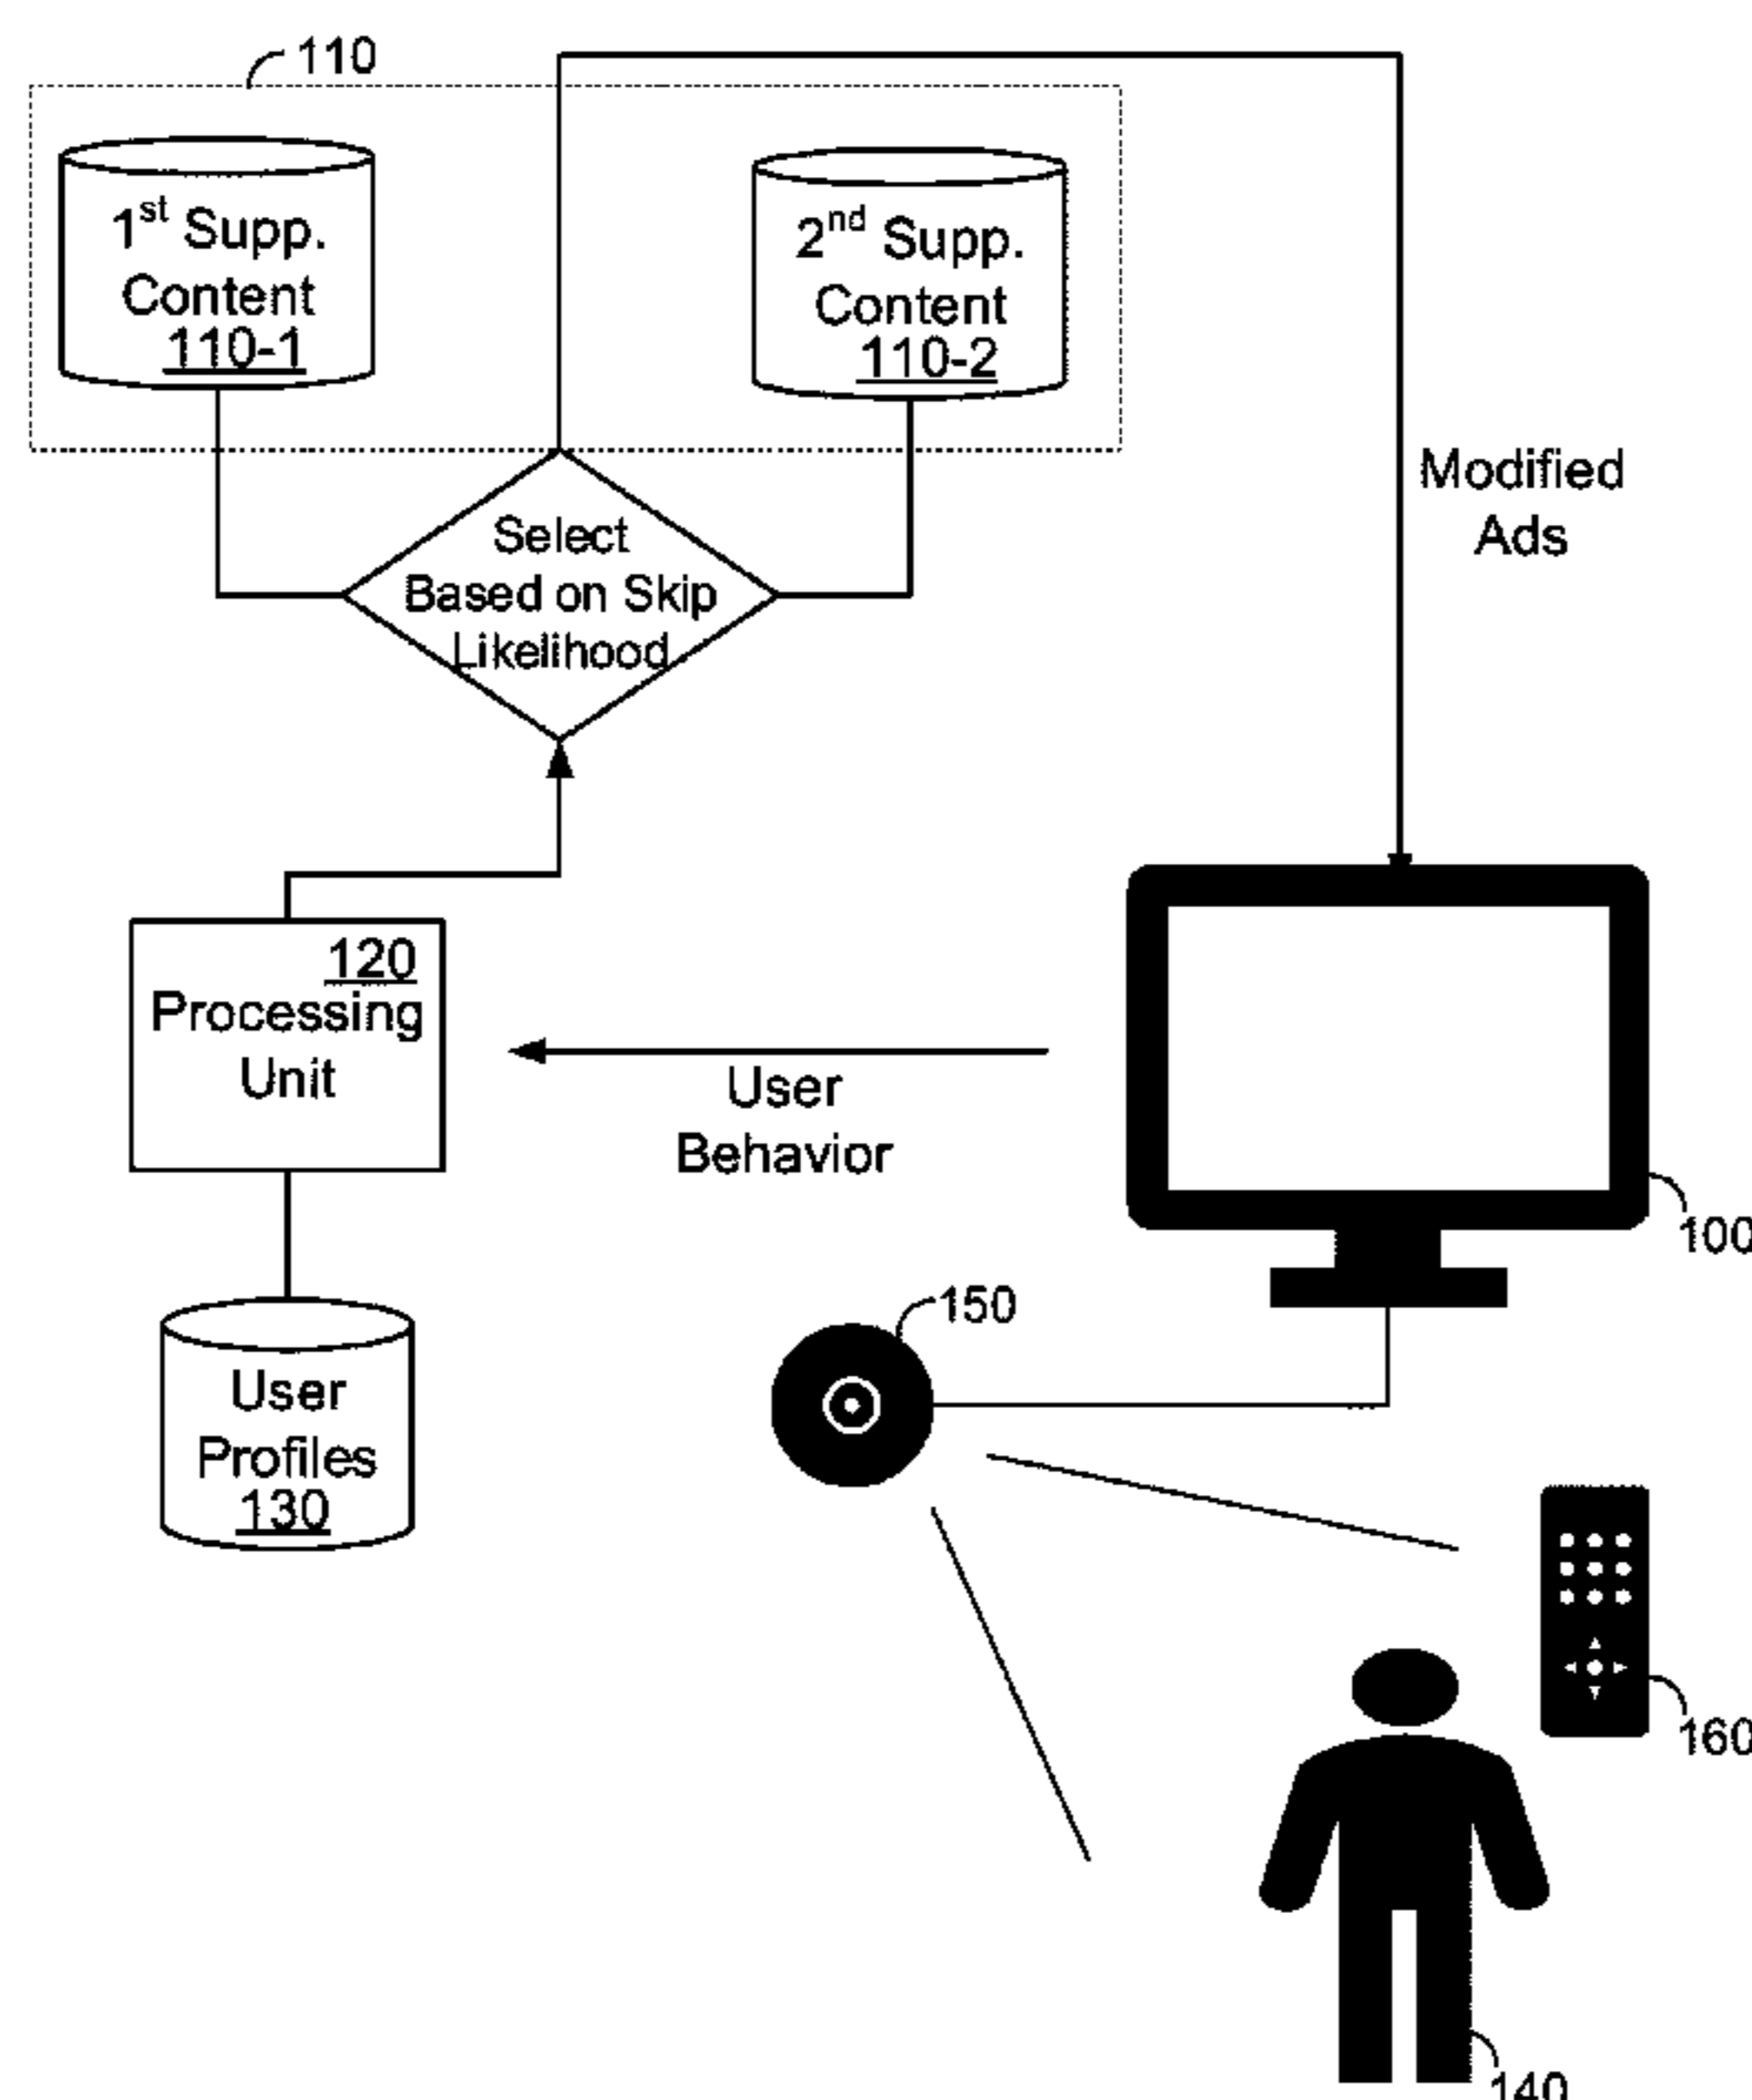 110
1st Supp.
Content
110-1
2nd Supp.
Content
110-2
Modified
Ads
Select
Based on Skip
Likelihood
120
Processing
Unit
User
Behavior
100
150
User
Profiles
130
160
140